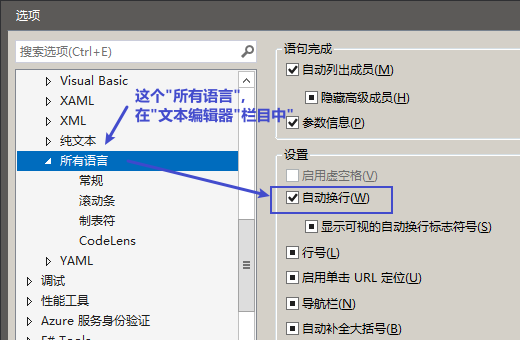 选项
搜索选项(Ctrl+E)
Visual Basic
XAML
XML
纯文本
所有语言
常规
滚动条
制表符
CodeLens
YAML
调试
性能工具
Azure 服务身份验证
这个"所有语言",
在"文本编辑器"栏目中"
语句完成
自动列出成员(M)
隐藏高级成员(H)
参数信息(P)
设置
启用虚空格(V)
自动换行(W)
显示可视的自动换行标志符号(S)
行号(L)
启用单击 URL 定位(U)
导航栏(N)
自动补全大括号(B)